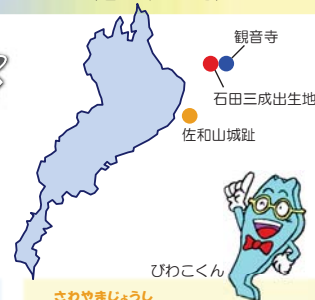 観音寺
石田三成出生地
佐和山城趾
びわこくん
さわやまじょうし